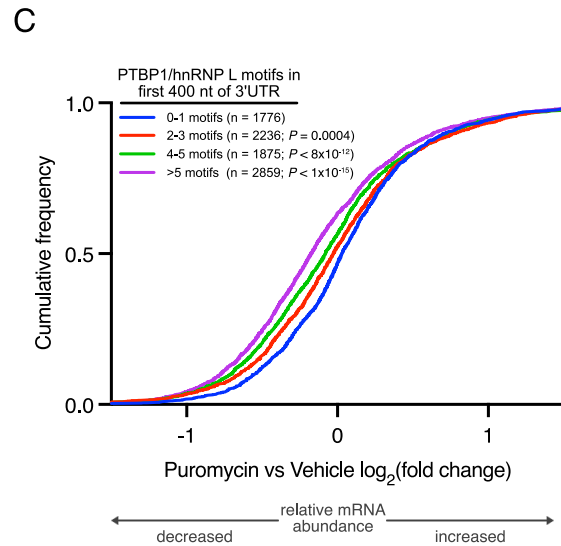 C
PTBP1/hnRNP L motifs in
first 400 nt of 3'UTR
0-1 motifs (n = 1776)
2-3 motifs (n = 2236; P = 0.0004)
4-5 motifs (n = 1875; P < 8x10⁻¹²)
>5 motifs (n = 2859; P < 1x10⁻¹⁵)
1.0
0.5
0.0
Cumulative frequency
-1 0 1
Puromycin vs Vehicle log₂(fold change)
relative mRNA
abundance
decreased increased